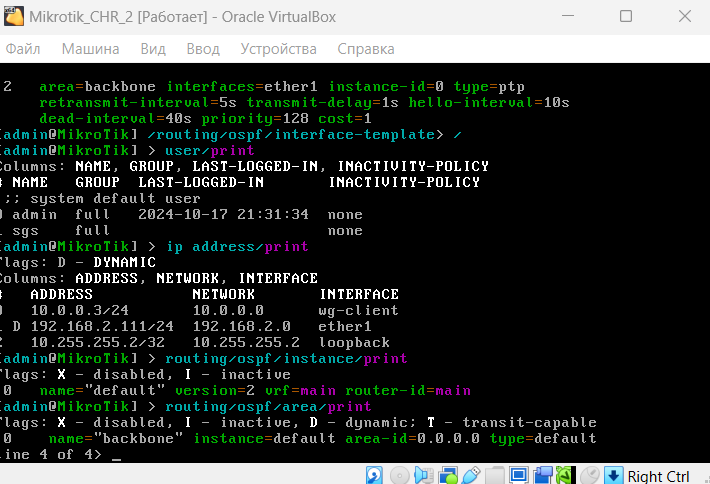 Mikrotik_CHR_2 [Работает] - Oracle VirtualBox
Файл Машина Вид Ввод Устройства Справка
2 area=backbone interfaces=ether1 instance-id=0 type=ptp
retransmit-interval=5s transmit-delay=1s hello-interval=10s
dead-interval=40s priority=128 cost=1
[admin@MikroTik] /routing/ospf/interface-template> /
[admin@MikroTik] > user/print
Columns: NAME, GROUP, LAST-LOGGED-IN, INACTIVITY-POLICY
# NAME GROUP LAST-LOGGED-IN INACTIVITY-POLICY
;;; system default user
0 admin full 2024-10-17 21:31:34 none
1 sgs full none
[admin@MikroTik] > ip address/print
Flags: D - DYNAMIC
Columns: ADDRESS, NETWORK, INTERFACE
# ADDRESS NETWORK INTERFACE
0 10.0.0.3/24 10.0.0.0 wg-client
1 D 192.168.2.111/24 192.168.2.0 ether1
2 10.255.255.2/32 10.255.255.2 loopback
[admin@MikroTik] > routing/ospf/instance/print
Flags: X - disabled, I - inactive
0 name="default" version=2 vrf=main router-id=main
[admin@MikroTik] > routing/ospf/area/print
Flags: X - disabled, I - inactive, D - dynamic; T - transit-capable
0 name="backbone" instance=default area-id=0.0.0.0 type=default
line 4 of 4> _
Right Ctrl